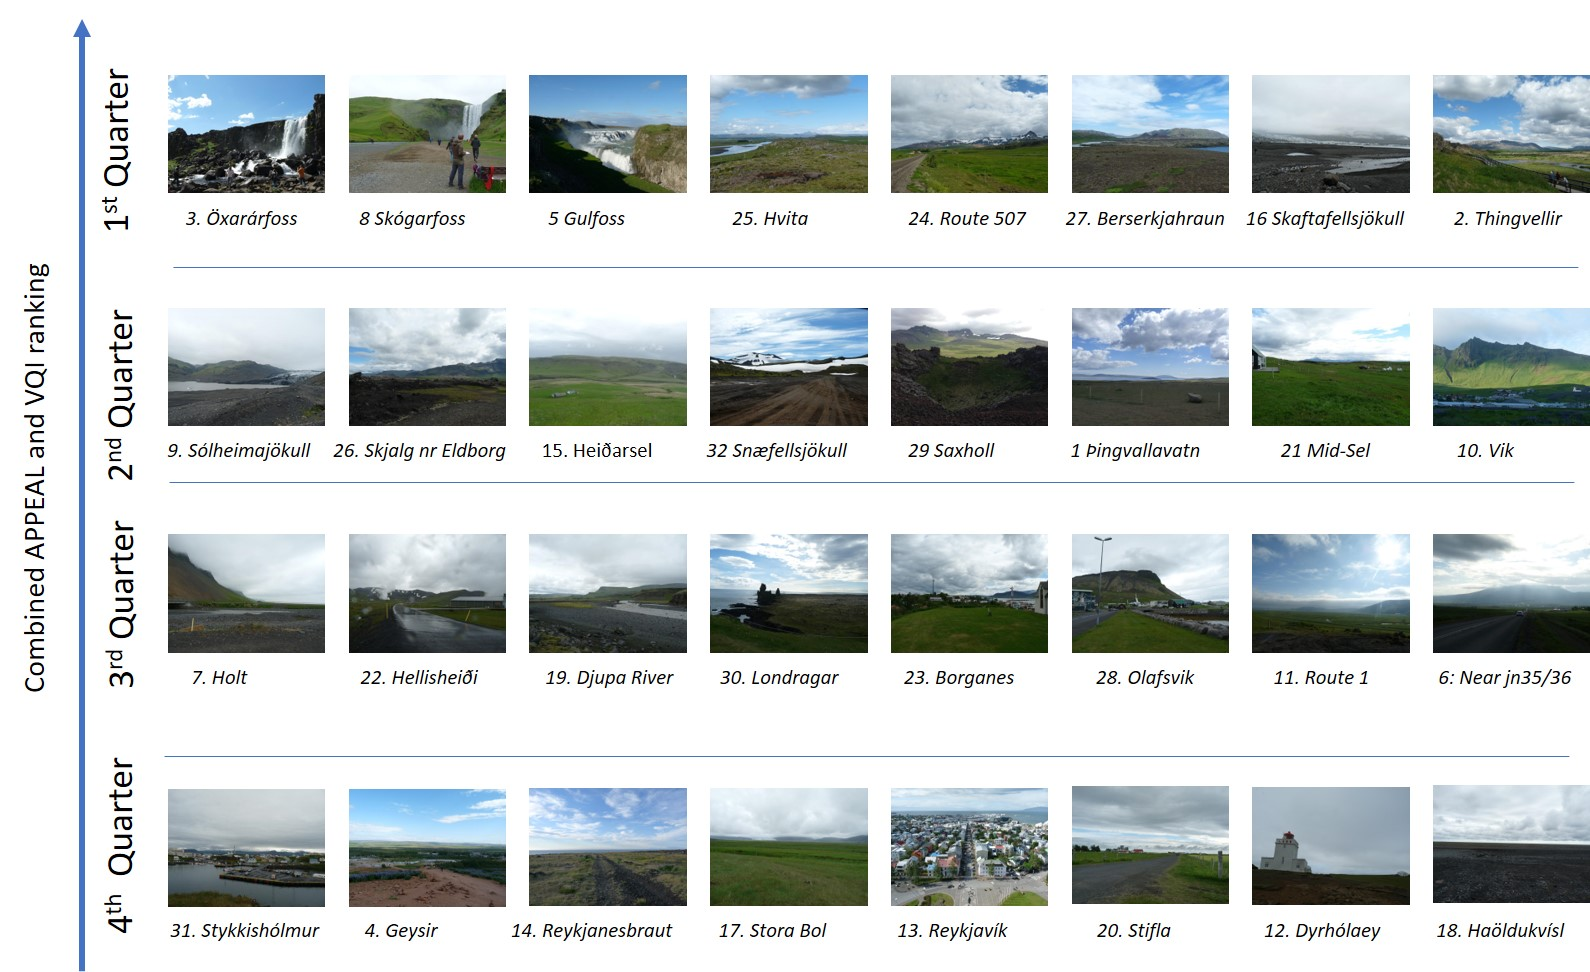 Combined APPEAL and VQI ranking
1st Quarter
3. Öxarárfoss
8 Skógarfoss
5 Gulfoss
25. Hvita
24. Route 507
27. Berserkjahraun
16 Skaftafellsjökull
2. Thingvellir
2nd Quarter
9. Sólheimajökull
26. Skjalg nr Eldborg
15. Heiðarsel
32 Snæfellsjökull
29 Saxholl
1 Þingvallavatn
21 Mid-Sel
10. Vik
3rd Quarter
7. Holt
22. Hellisheiði
19. Djupa River
30. Londragar
23. Borganes
28. Olafsvik
11. Route 1
6: Near jn35/36
4th Quarter
31. Stykkishólmur
4. Geysir
14. Reykjanesbraut
17. Stora Bol
13. Reykjavík
20. Stifla
12. Dyrhólaey
18. Haöldukvísl